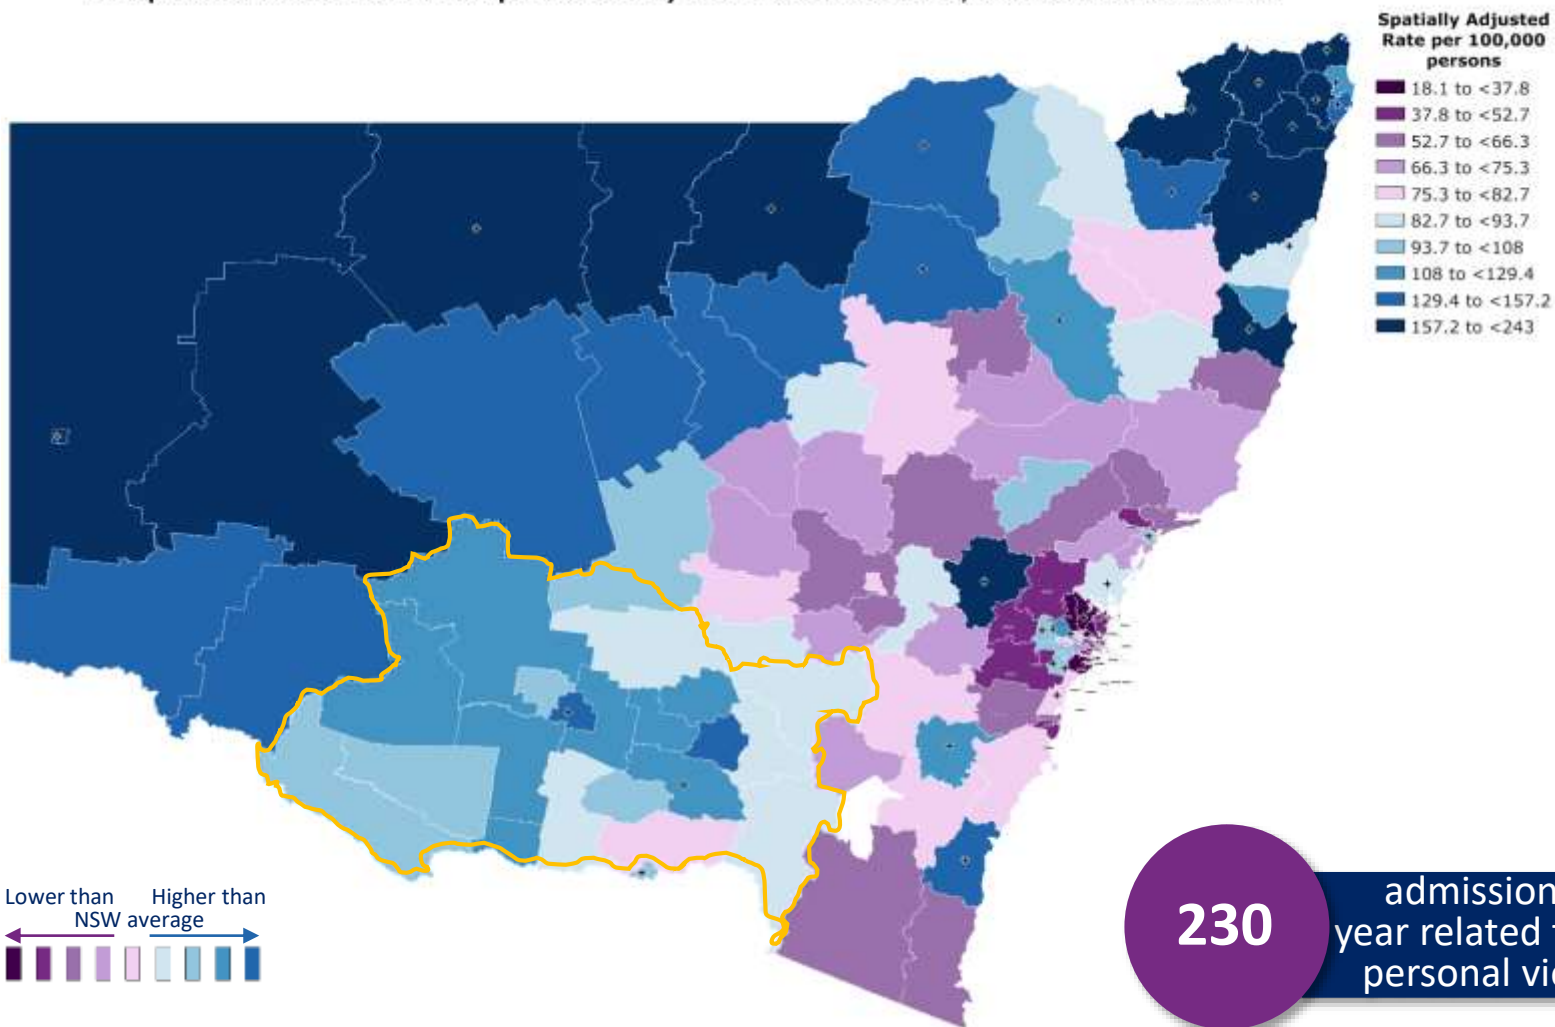 Spatially Adjusted
Rate per 100,000
persons
18.1 to <37.8
37.8 to <52.7
52.7 to <66.3
66.3 to <75.3
75.3 to <82.7
82.7 to <93.7
93.7 to <108
108 to <129.4
129.4 to <157.2
157.2 to <243
Lower than Higher than
NSW average
230
admission
year related
personal vi